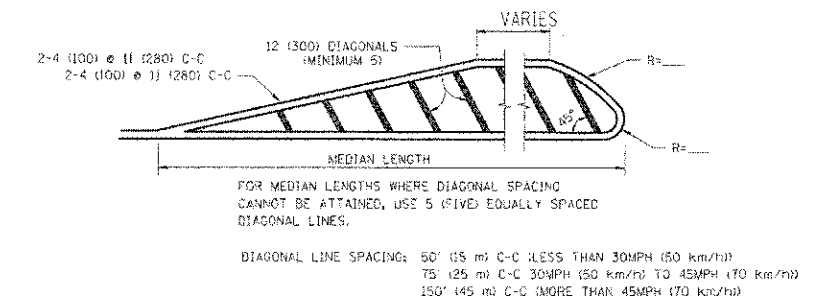 VARIES
12 (300) DIAGONALS
(MINIMUM 5)
2-4 (100) @ 11 (280) C-C
2-4 (100) @ 11 (280) C-C
R=___
45°
R=___
MEDIAN LENGTH
FOR MEDIAN LENGTHS WHERE DIAGONAL SPACING
CANNOT BE ATTAINED, USE 5 (FIVE) EQUALLY SPACED
DIAGONAL LINES.
DIAGONAL LINE SPACING: 50' (15 m) C-C (LESS THAN 30MPH (50 km/h))
75' (25 m) C-C 30MPH (50 km/h) TO 45MPH (70 km/h)
150' (45 m) C-C (MORE THAN 45MPH (70 km/h))